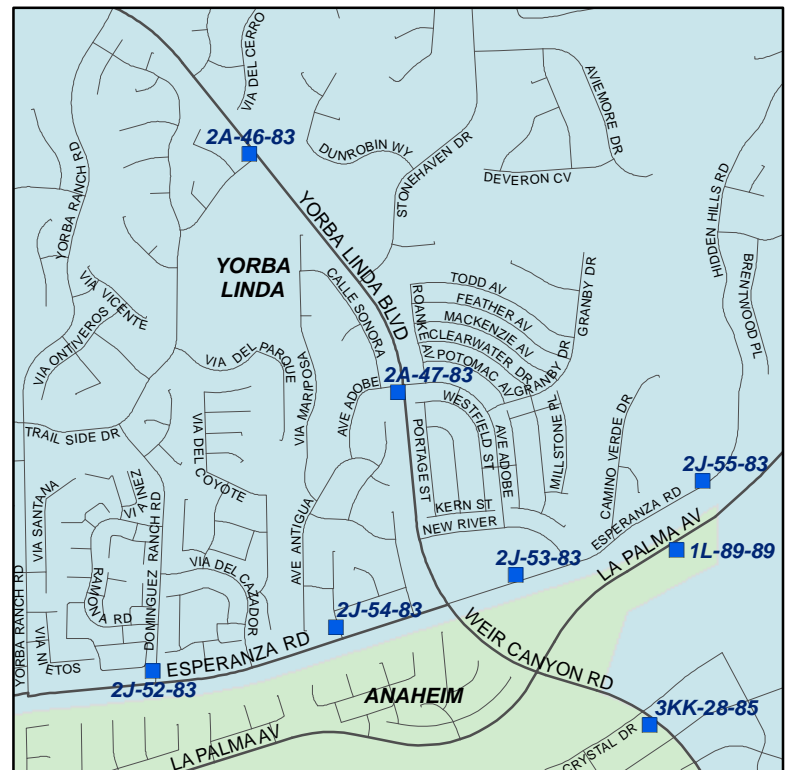 VIA DEL CERRO
AVIEMORE DR
2A-46-83
DUNROBIN WY
STONEHAVEN DR
DEVERON CV
YORBA RANCH RD
HIDDEN HILLS RD
YORBA LINDA BLVD
YORBA
LINDA
BRENTWOOD PL
GRANBY DR
CALLE SONORA
TODD AV
FEATHER AV
MACKENZIE AV
CLEARWATER DR
POTOMAC AV
ROANKE AV
GRANBY DR
VIA VICENTE
VIA ONTIVEROS
VIA DEL PARQUE
VIA MARIPOSA
2A-47-83
AVE ADOBE
WESTFIELD ST
AVE ADOBE
MILLSTONE PL
PORTAGE ST
CAMINO VERDE DR
TRAIL SIDE DR
VIA DEL COYOTE
2J-55-83
VIA SANTANA
VIA YNEZ
KERN ST
NEW RIVER
ESPERANZA RD
LA PALMA AV
1L-89-89
AVE ANTIGUA
DOMINGUEZ RANCH RD
RAMONA RD
VIA DEL CAZADOR
2J-53-83
2J-54-83
YORBA RANCH RD
VIA NIETOS
ESPERANZA RD
WEIR CANYON RD
2J-52-83
ANAHEIM
3KK-28-85
LA PALMA AV
CRYSTAL DR